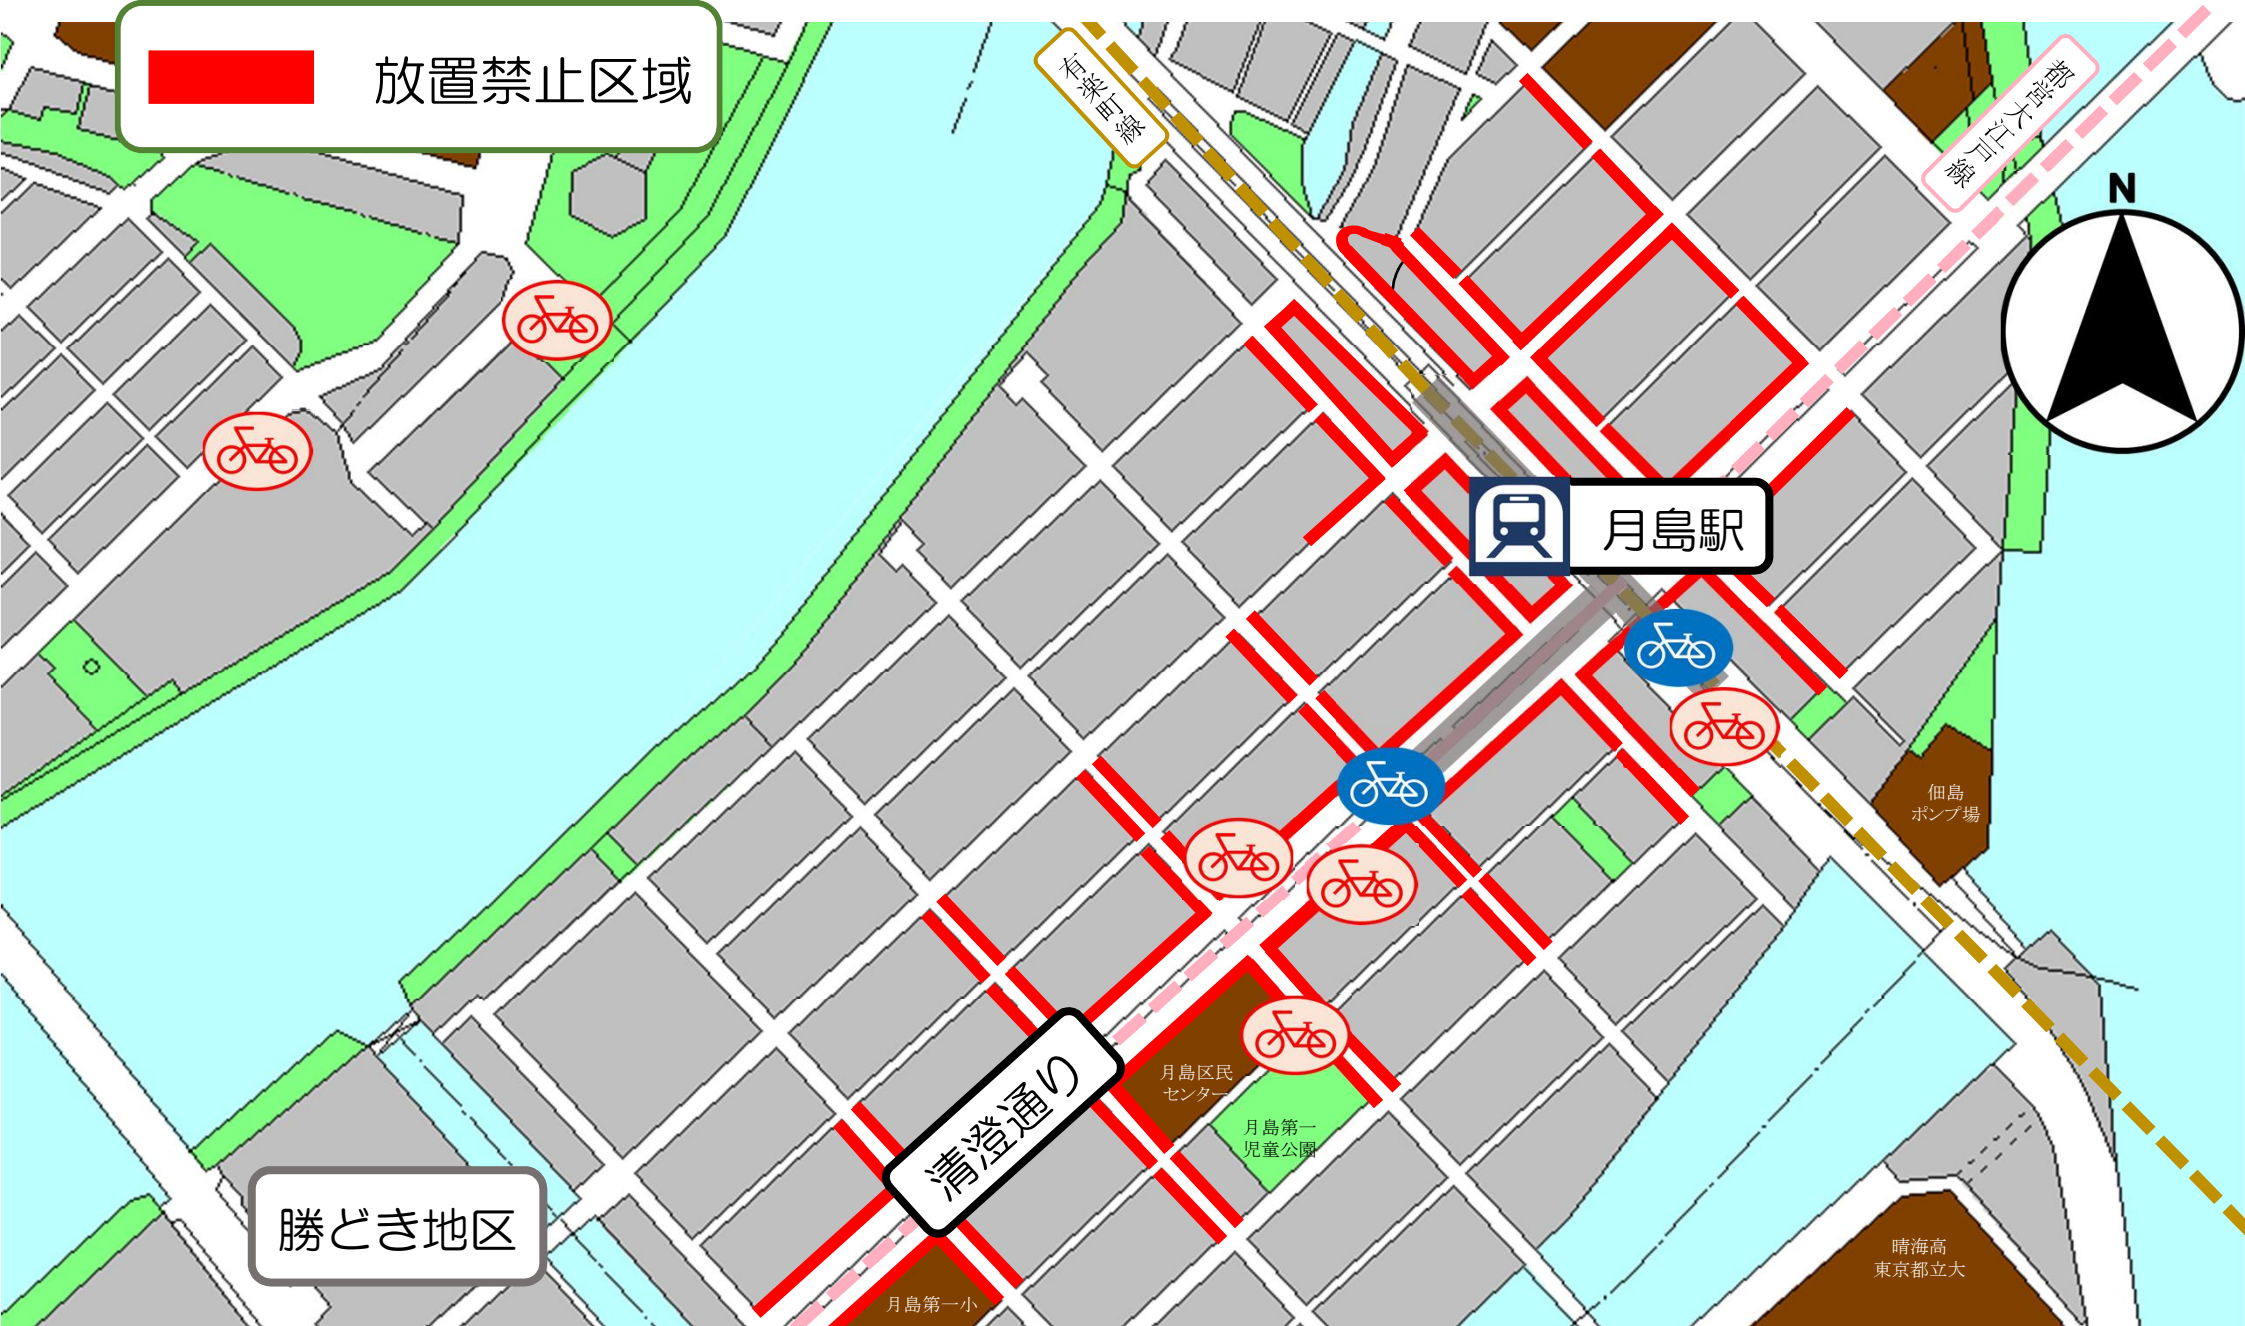 放置禁止区域
有楽町線
都営大江戸線
N
月島駅
佃島
ポンプ場
月島区民
センター
月島第一
児童公園
清澄通り
勝どき地区
晴海高
東京都立大
月島第一小